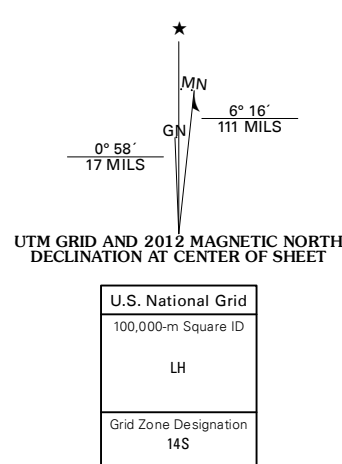 ★
MN
GN
6° 16´
111 MILS
0° 58´
17 MILS
UTM GRID AND 2012 MAGNETIC NORTH
DECLINATION AT CENTER OF SHEET
U.S. National Grid
100,000-m Square ID
LH
Grid Zone Designation
14S